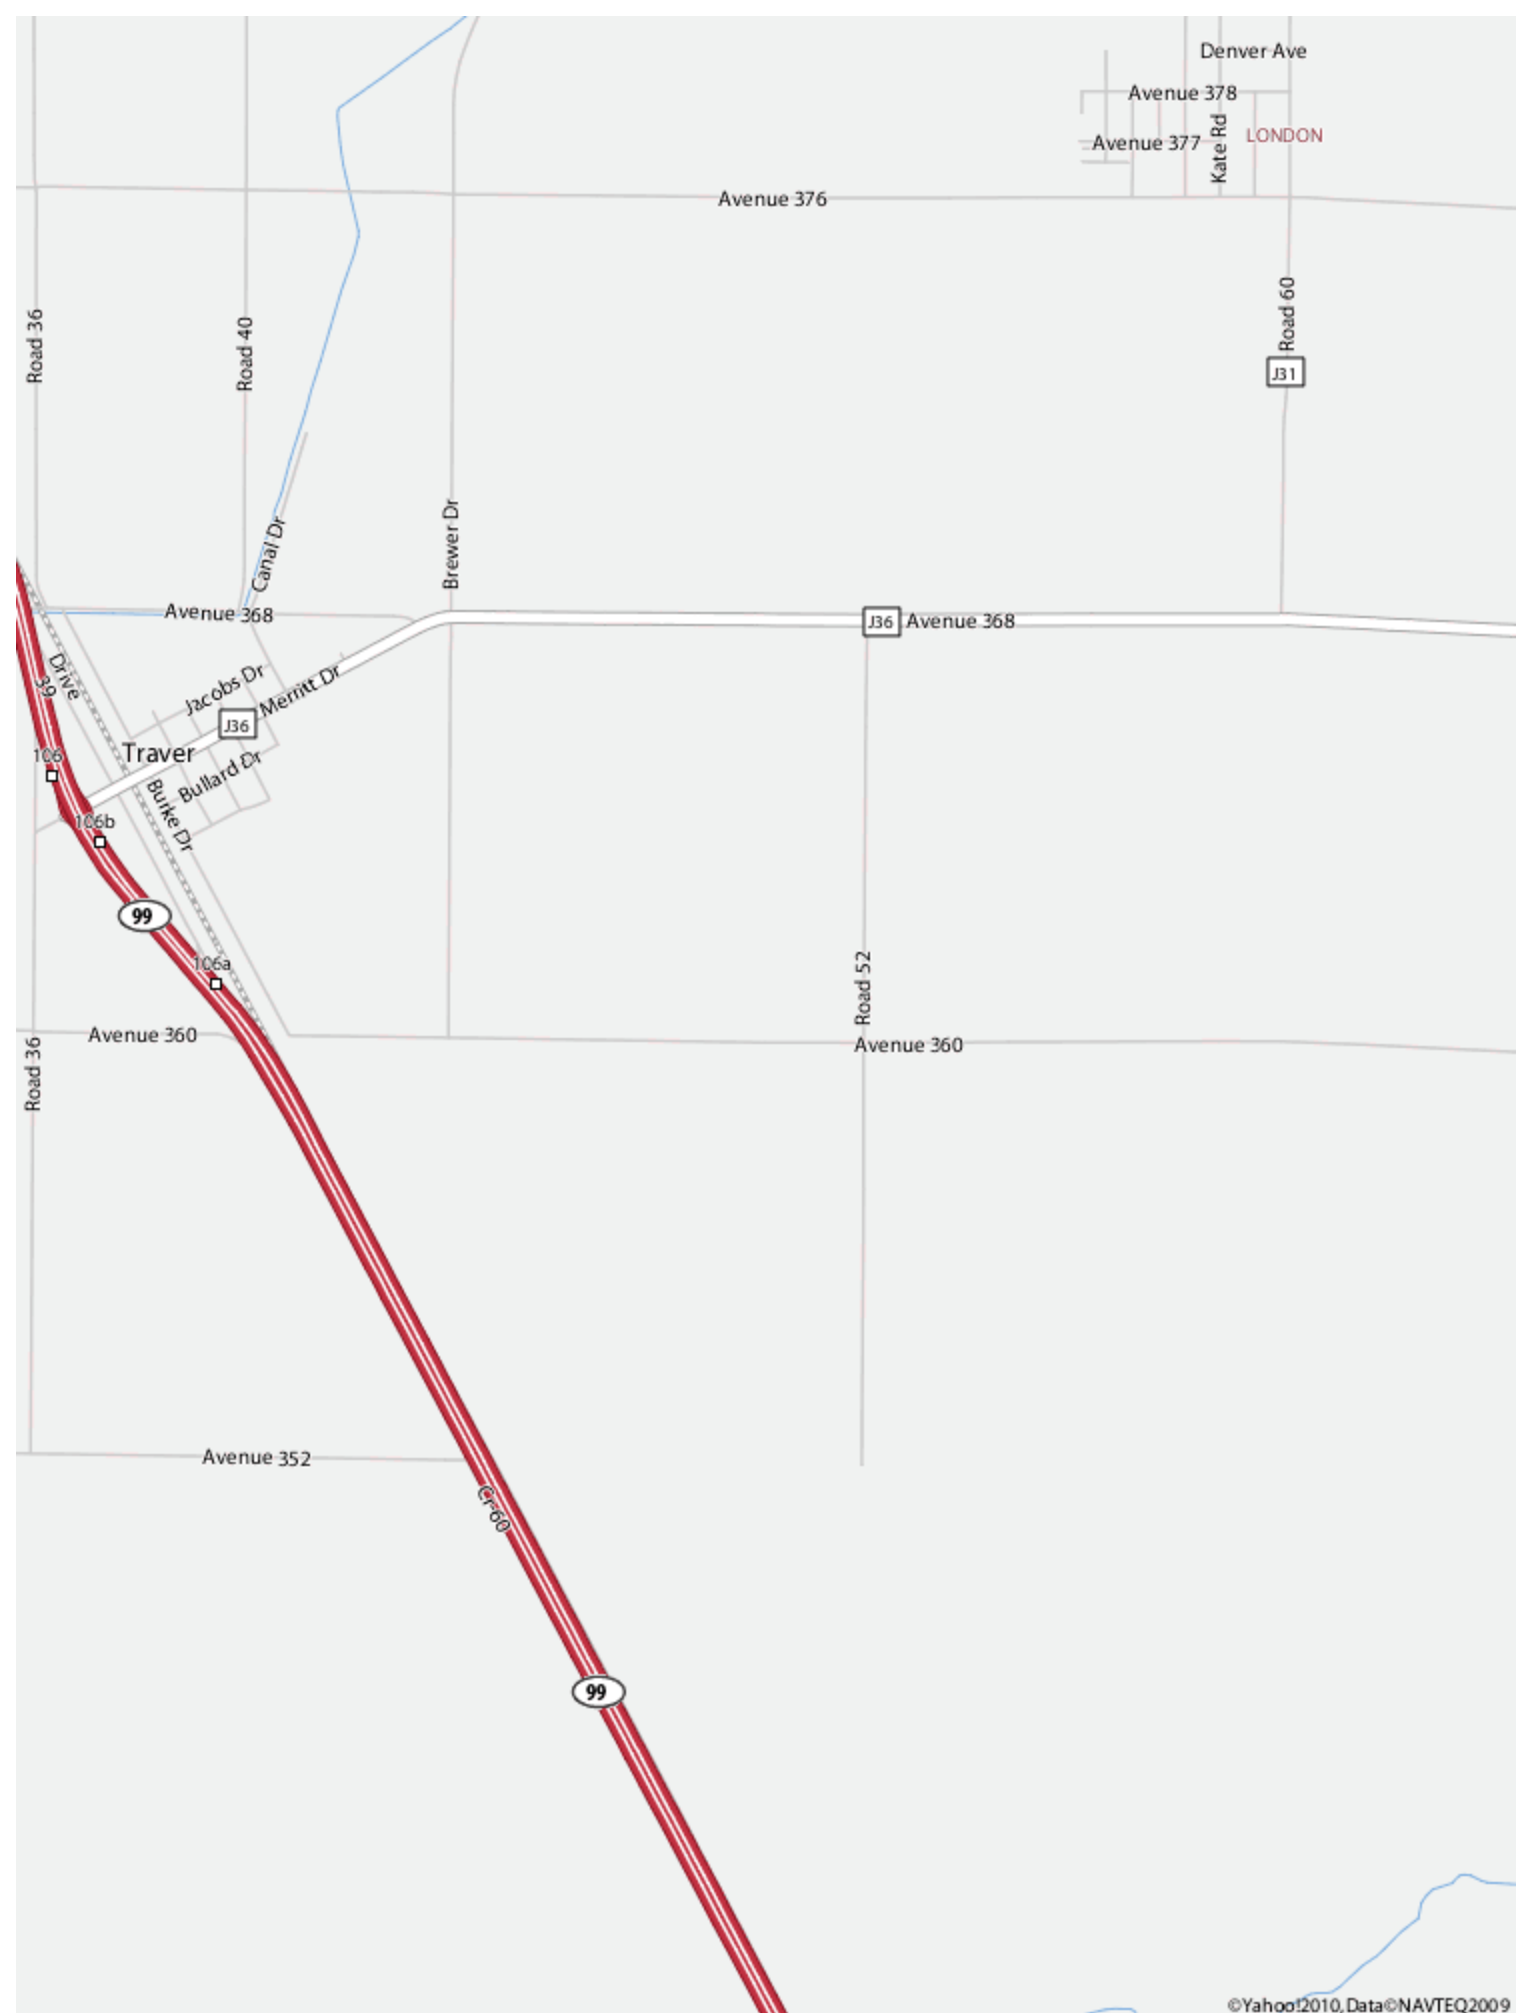 Denver Ave
Avenue 378
Kate Rd
LONDON
Avenue 377
Avenue 376
Road 36
Road 40
Road 60
J31
Canal Dr
Brewer Dr
Avenue 368
J36
Avenue 368
Drive
39
Jacobs Dr
Merritt Dr
J36
Traver
106
Bullard Dr
Burke Dr
106b
99
106a
Road 52
Avenue 360
Avenue 360
Road 36
Avenue 352
Cr-60
99
©Yahoo!2010,Data©NAVTEQ2009